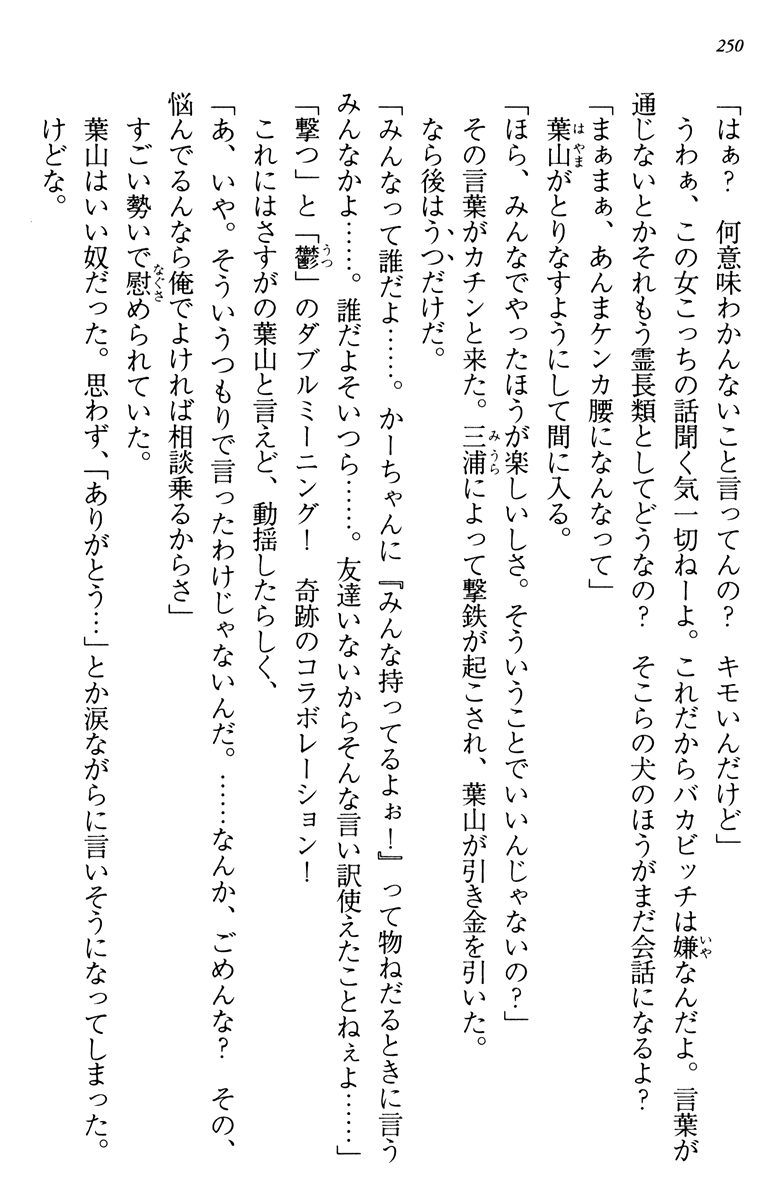 250
「はぁ？　何意味わかんないこと言ってんの？　キモいんだけど」
　うわぁ、この女こっちの話聞く気一切ねーよ。これだからバカビッチは嫌なんだよ。言葉が
通じないとかそれもう霊長類としてどうなの？　そこらの犬のほうがまだ会話になるよ？
「まぁまぁ、あんまケンカ腰になんなって」
　葉山がとりなすようにして間に入る。
「ほら、みんなでやったほうが楽しいしさ。そういうことでいいんじゃないの？」
　その言葉がカチンと来た。三浦によって撃鉄が起こされ、葉山が引き金を引いた。
　なら後はうつだけだ。
「みんなって誰だよ……。かーちゃんに『みんな持ってるよぉ！』って物ねだるときに言う
みんなかよ……。誰だよそいつら……。友達いないからそんな言い訳使えたことねぇよ……」
「撃つ」と「鬱」のダブルミーニング！　奇跡のコラボレーション！
　これにはさすがの葉山と言えど、動揺したらしく、
「あ、いや。そういうつもりで言ったわけじゃないんだ。……なんか、ごめんな？　その、
悩んでるんなら俺でよければ相談乗るからさ」
　すごい勢いで慰められていた。
　葉山はいい奴だった。思わず、「ありがとう…」とか涙ながらに言いそうになってしまった。
けどな。